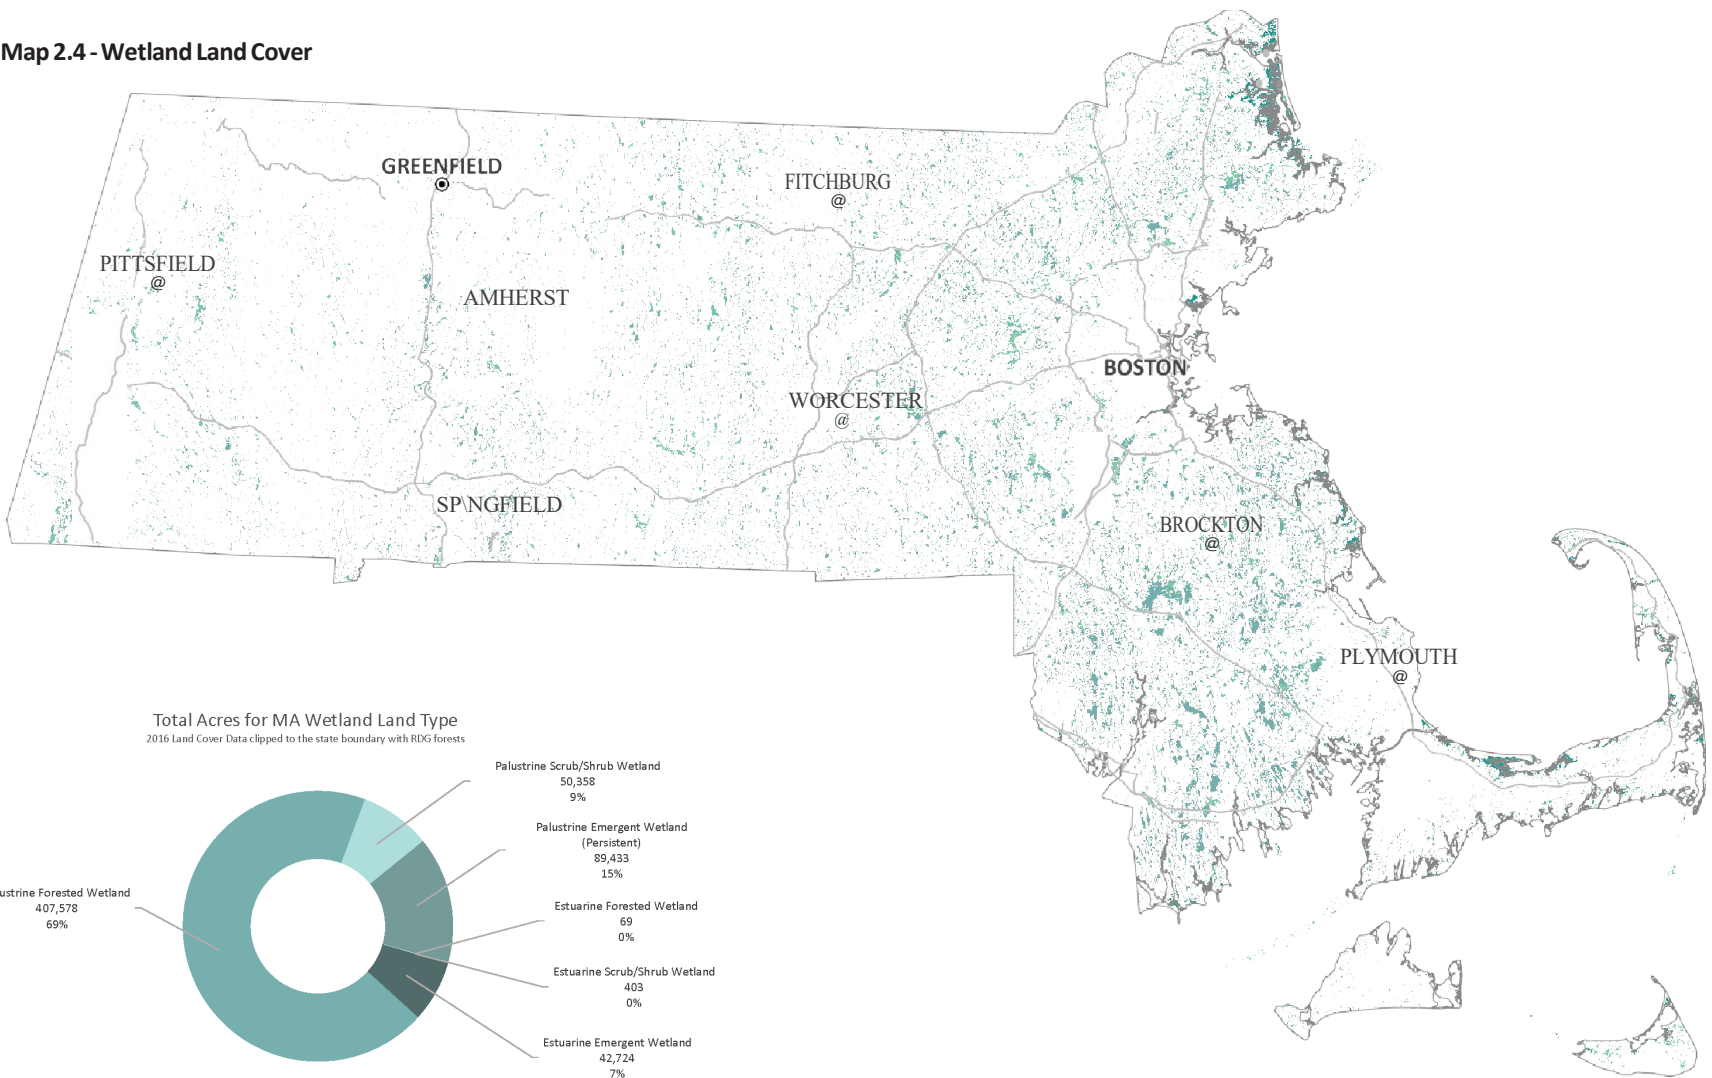 Map 2.4 - Wetland Land Cover
GREENFIELD
FITCHBURG
@
PITTSFIELD
@
AMHERST
BOSTON
WORCESTER
@
SP\NGFIELD
BROCKTON
@
PLYMOUTH
@
Total Acres for MA Wetland Land Type
2016 Land Cover Data clipped to the state boundary with RDG forests
Palustrine Scrub/Shrub Wetland
50,358
9%
Palustrine Emergent Wetland
(Persistent)
89,433
15%
ustrine Forested Wetland
407,578
69%
Estuarine Forested Wetland
69
0%
Estuarine Scrub/Shrub Wetland
403
0%
Estuarine Emergent Wetland
42,724
7%